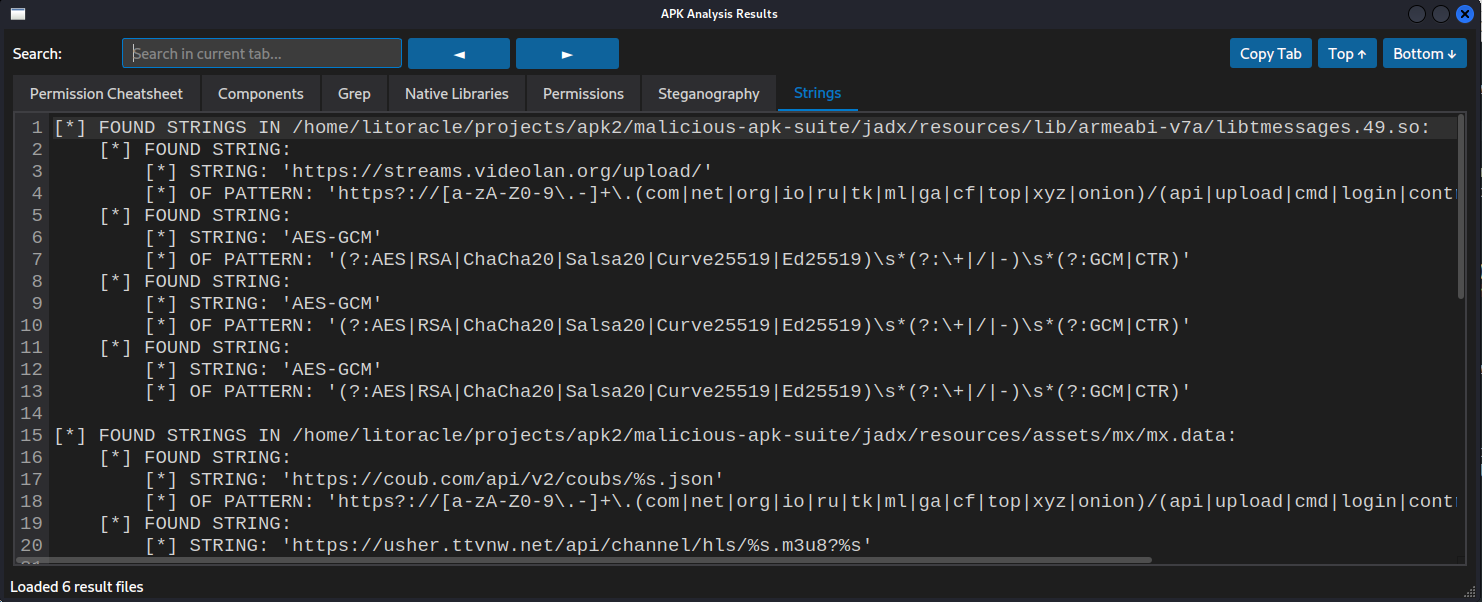 APK Analysis Results
Search: Search in current tab... ◄ ► Copy Tab Top ↑ Bottom ↓
Permission Cheatsheet Components Grep Native Libraries Permissions Steganography Strings
1 [*] FOUND STRINGS IN /home/litoracle/projects/apk2/malicious-apk-suite/jadx/resources/lib/armeabi-v7a/libtmessages.49.so:
2 [*] FOUND STRING:
3 [*] STRING: 'https://streams.videolan.org/upload/'
4 [*] OF PATTERN: 'https?://[a-zA-Z0-9\.-]+\.(com|net|org|io|ru|tk|ml|ga|cf|top|xyz|onion)/(api|upload|cmd|login|cont
5 [*] FOUND STRING:
6 [*] STRING: 'AES-GCM'
7 [*] OF PATTERN: '(?:AES|RSA|ChaCha20|Salsa20|Curve25519|Ed25519)\s*(?:\+|/|-)\s*(?:GCM|CTR)'
8 [*] FOUND STRING:
9 [*] STRING: 'AES-GCM'
10 [*] OF PATTERN: '(?:AES|RSA|ChaCha20|Salsa20|Curve25519|Ed25519)\s*(?:\+|/|-)\s*(?:GCM|CTR)'
11 [*] FOUND STRING:
12 [*] STRING: 'AES-GCM'
13 [*] OF PATTERN: '(?:AES|RSA|ChaCha20|Salsa20|Curve25519|Ed25519)\s*(?:\+|/|-)\s*(?:GCM|CTR)'
14
15 [*] FOUND STRINGS IN /home/litoracle/projects/apk2/malicious-apk-suite/jadx/resources/assets/mx/mx.data:
16 [*] FOUND STRING:
17 [*] STRING: 'https://coub.com/api/v2/coubs/%s.json'
18 [*] OF PATTERN: 'https?://[a-zA-Z0-9\.-]+\.(com|net|org|io|ru|tk|ml|ga|cf|top|xyz|onion)/(api|upload|cmd|login|cont
19 [*] FOUND STRING:
20 [*] STRING: 'https://usher.ttvnw.net/api/channel/hls/%s.m3u8?%s'
Loaded 6 result files